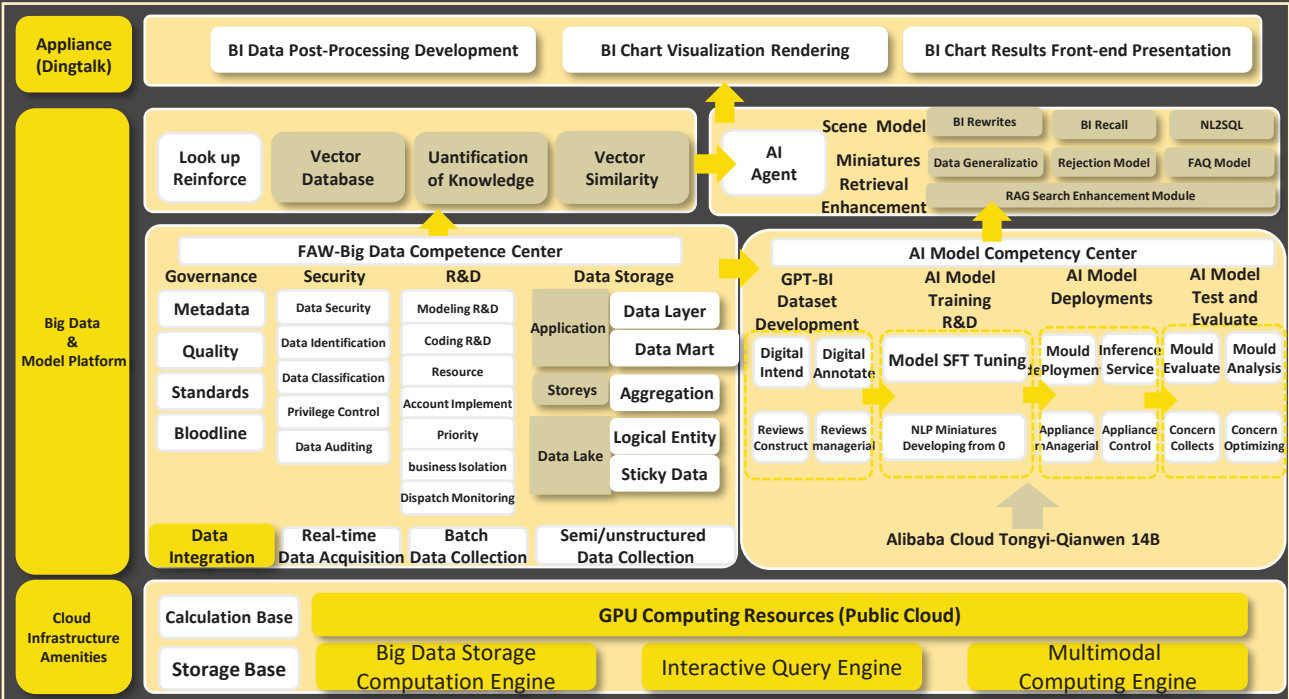 Appliance
(Dingtalk)
BI Data Post-Processing Development
BI Chart Visualization Rendering
BI Chart Results Front-end Presentation
Big Data
&
Model Platform
Look up
Reinforce
Vector
Database
Uantification
of Knowledge
Vector
Similarity
AI
Agent
Scene Model
BI Rewrites
BI Recall
NL2SQL
Miniatures
Data Generalizatio
Rejection Model
FAQ Model
Retrieval
Enhancement
RAG Search Enhancement Module
FAW-Big Data Competence Center
Governance
Metadata
Quality
Standards
Bloodline
Security
Data Security
Data Identification
Data Classification
Privilege Control
Data Auditing
R&D
Modeling R&D
Coding R&D
Resource
Account Implement
Priority
business Isolation
Dispatch Monitoring
Data Storage
Application
Data Layer
Data Mart
Storeys
Aggregation
Data Lake
Logical Entity
Sticky Data
Data
Integration
Real-time
Data Acquisition
Batch
Data Collection
Semi/unstructured
Data Collection
AI Model Competency Center
GPT-BI
Dataset
Development
Digital
Intend
Digital
Annotate
Reviews
Construct
Reviews
managerial
AI Model
Training
R&D
Model SFT Tuning
NLP Miniatures
Developing from 0
AI Model
Deployments
Mould
dePloyment
Inference
Service
Appliance
mAnagerial
Appliance
Control
AI Model
Test and
Evaluate
Mould
Evaluate
Mould
Analysis
Concern
Collects
Concern
Optimizing
Alibaba Cloud Tongyi-Qianwen 14B
Cloud
Infrastructure
Amenities
Calculation Base
GPU Computing Resources (Public Cloud)
Storage Base
Big Data Storage
Computation Engine
Interactive Query Engine
Multimodal
Computing Engine